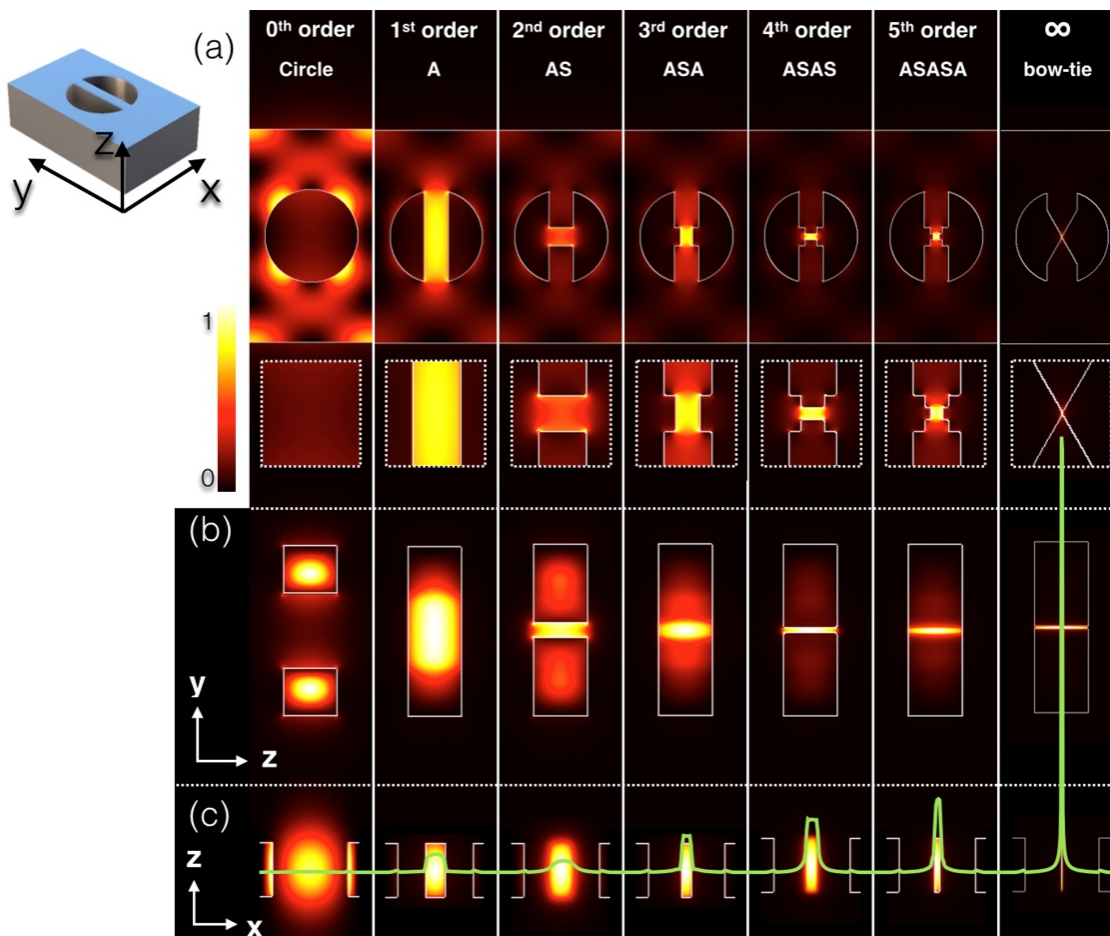 (a)
0th order
1st order
2nd order
3rd order
4th order
5th order
∞
Circle
A
AS
ASA
ASAS
ASASA
bow-tie
z
y
x
1
0
(b)
y
z
(c)
z
x